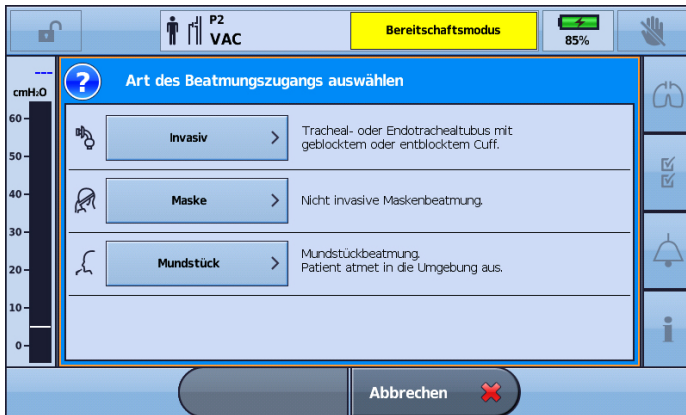 P2
VAC
Bereitschaftsmodus
85%
---
cmH₂O
60
50
40
30
20
10
0
? Art des Beatmungszugangs auswählen
Invasiv >
Tracheal- oder Endotrachealtubus mit
geblocktem oder entblocktem Cuff.
Maske >
Nicht invasive Maskenbeatmung.
Mundstück >
Mundstückbeatmung.
Patient atmet in die Umgebung aus.
i
Abbrechen